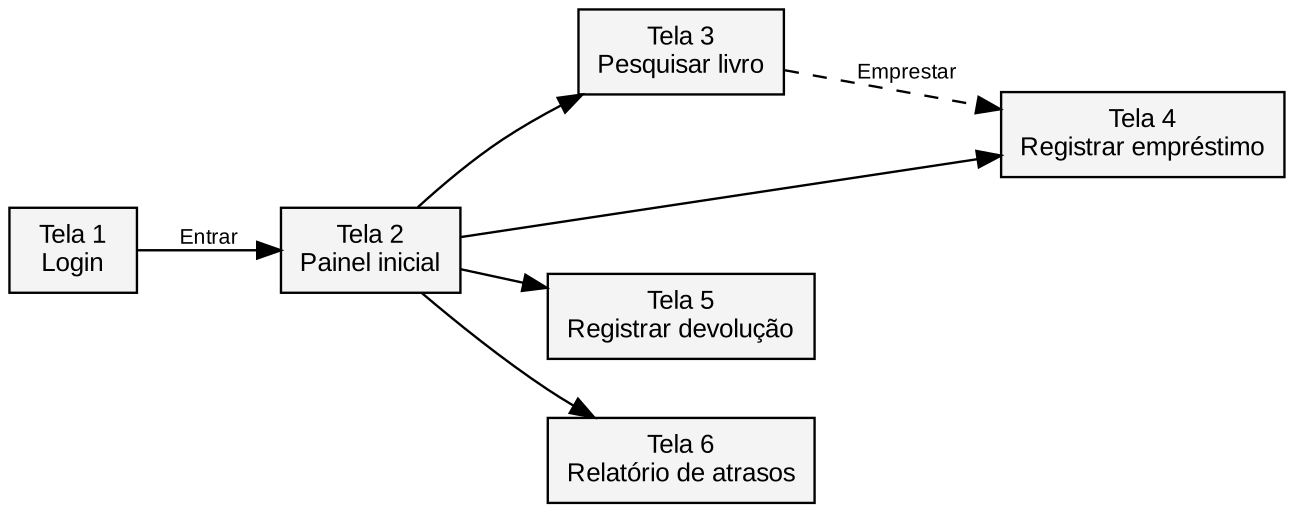 Tela 1
Login
Entrar
Tela 2
Painel inicial
Tela 3
Pesquisar livro
Emprestar
Tela 4
Registrar empréstimo
Tela 5
Registrar devolução
Tela 6
Relatório de atrasos